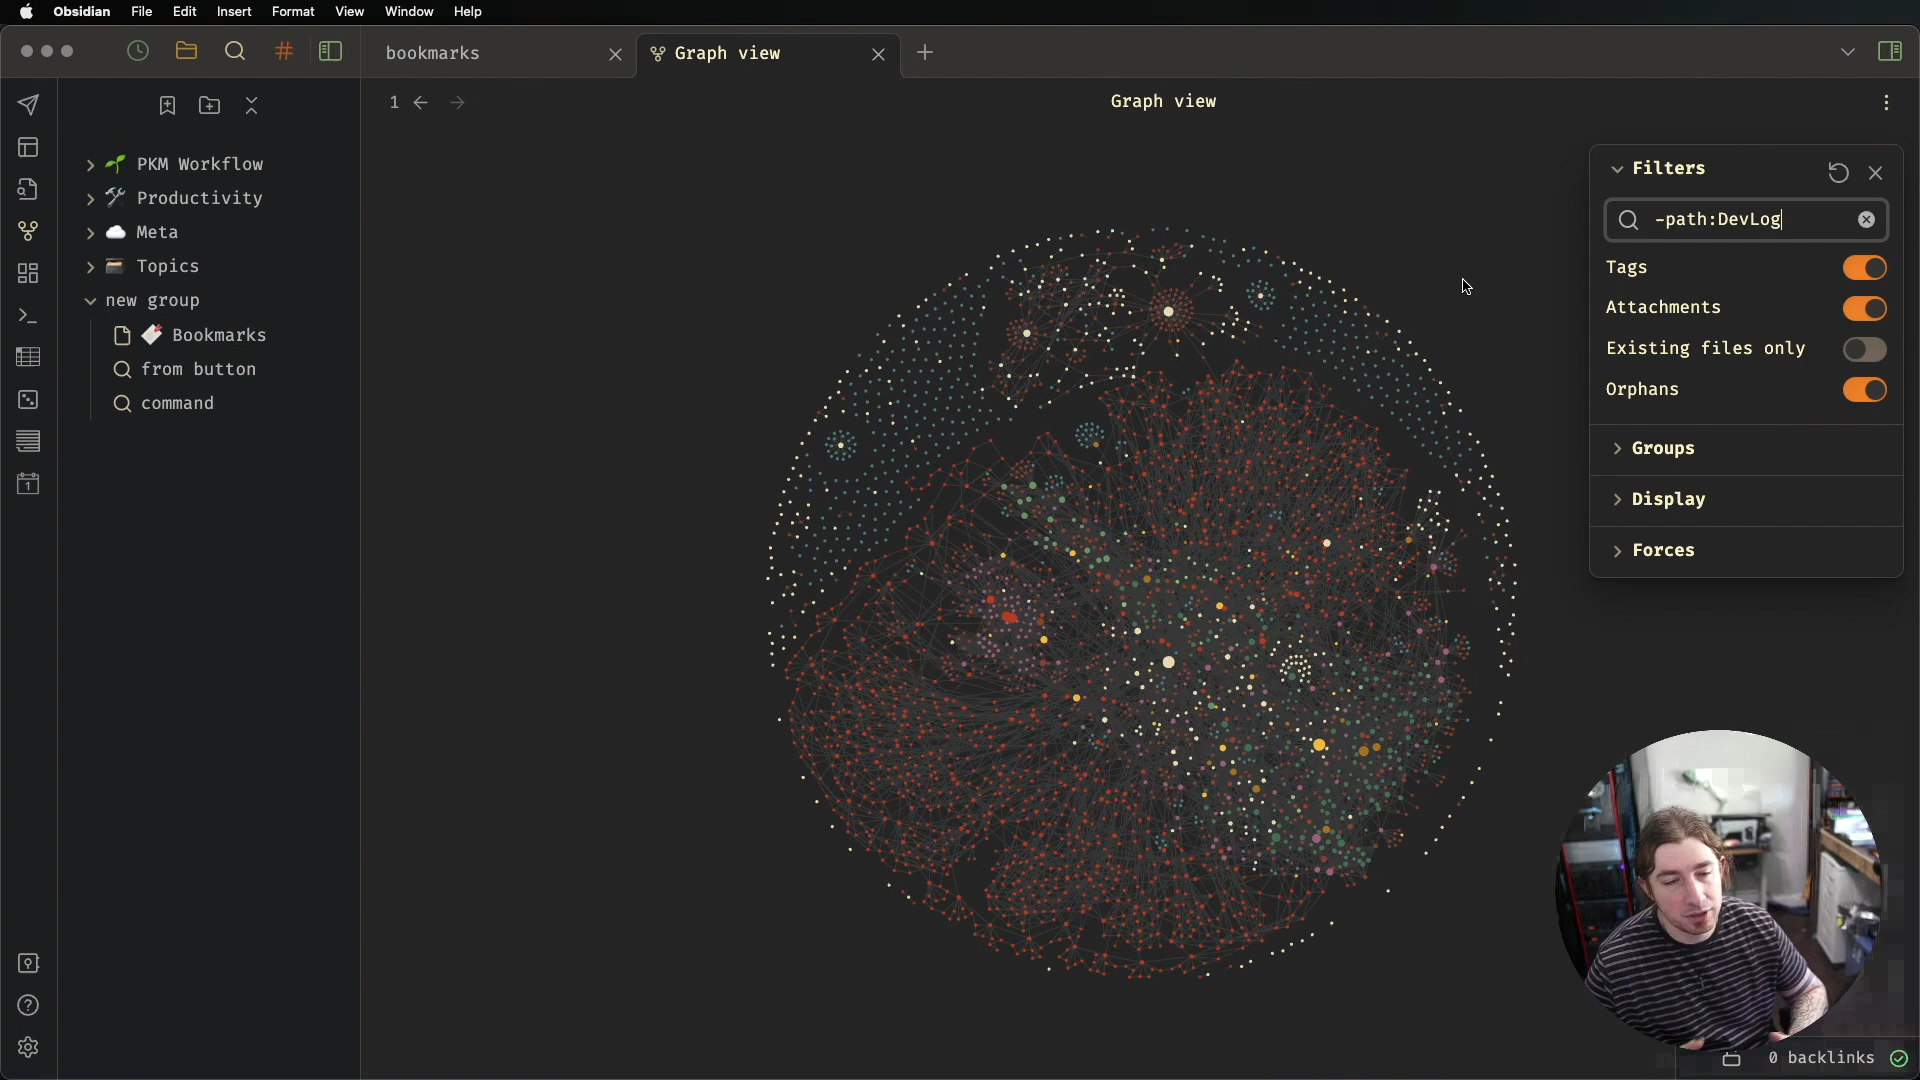 Obsidian File Edit Insert Format View Window Help
bookmarks
Graph view
1
Graph view
PKM Workflow
Productivity
Meta
Topics
new group
Bookmarks
from button
command
Filters
-path:DevLog
Tags
Attachments
Existing files only
Orphans
Groups
Display
Forces
1
0 backlinks